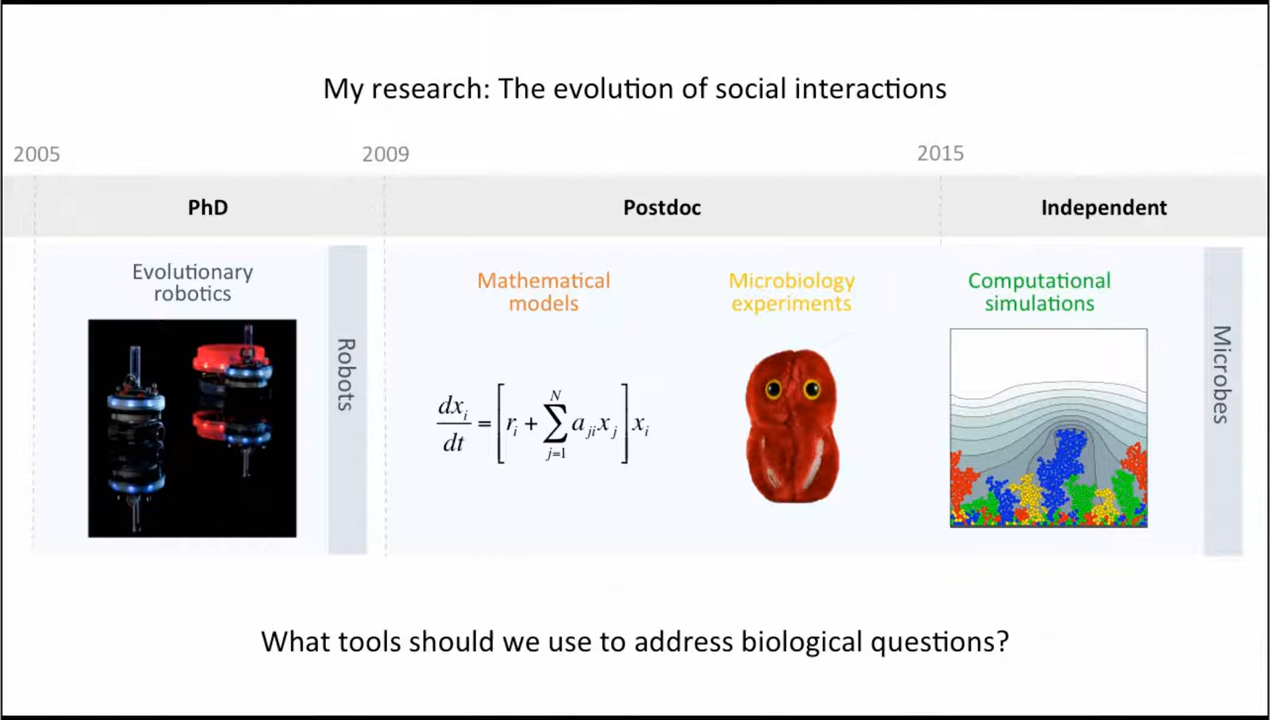 My research: The evolution of social interactions
2005 2009 2015
PhD Postdoc Independent
Evolutionary
robotics
Robots
Mathematical
models
dx_i/dt = [r_i + ∑_{j=1}^{N} a_{ji} x_j] x_i
Microbiology
experiments
Computational
simulations
Microbes
What tools should we use to address biological questions?